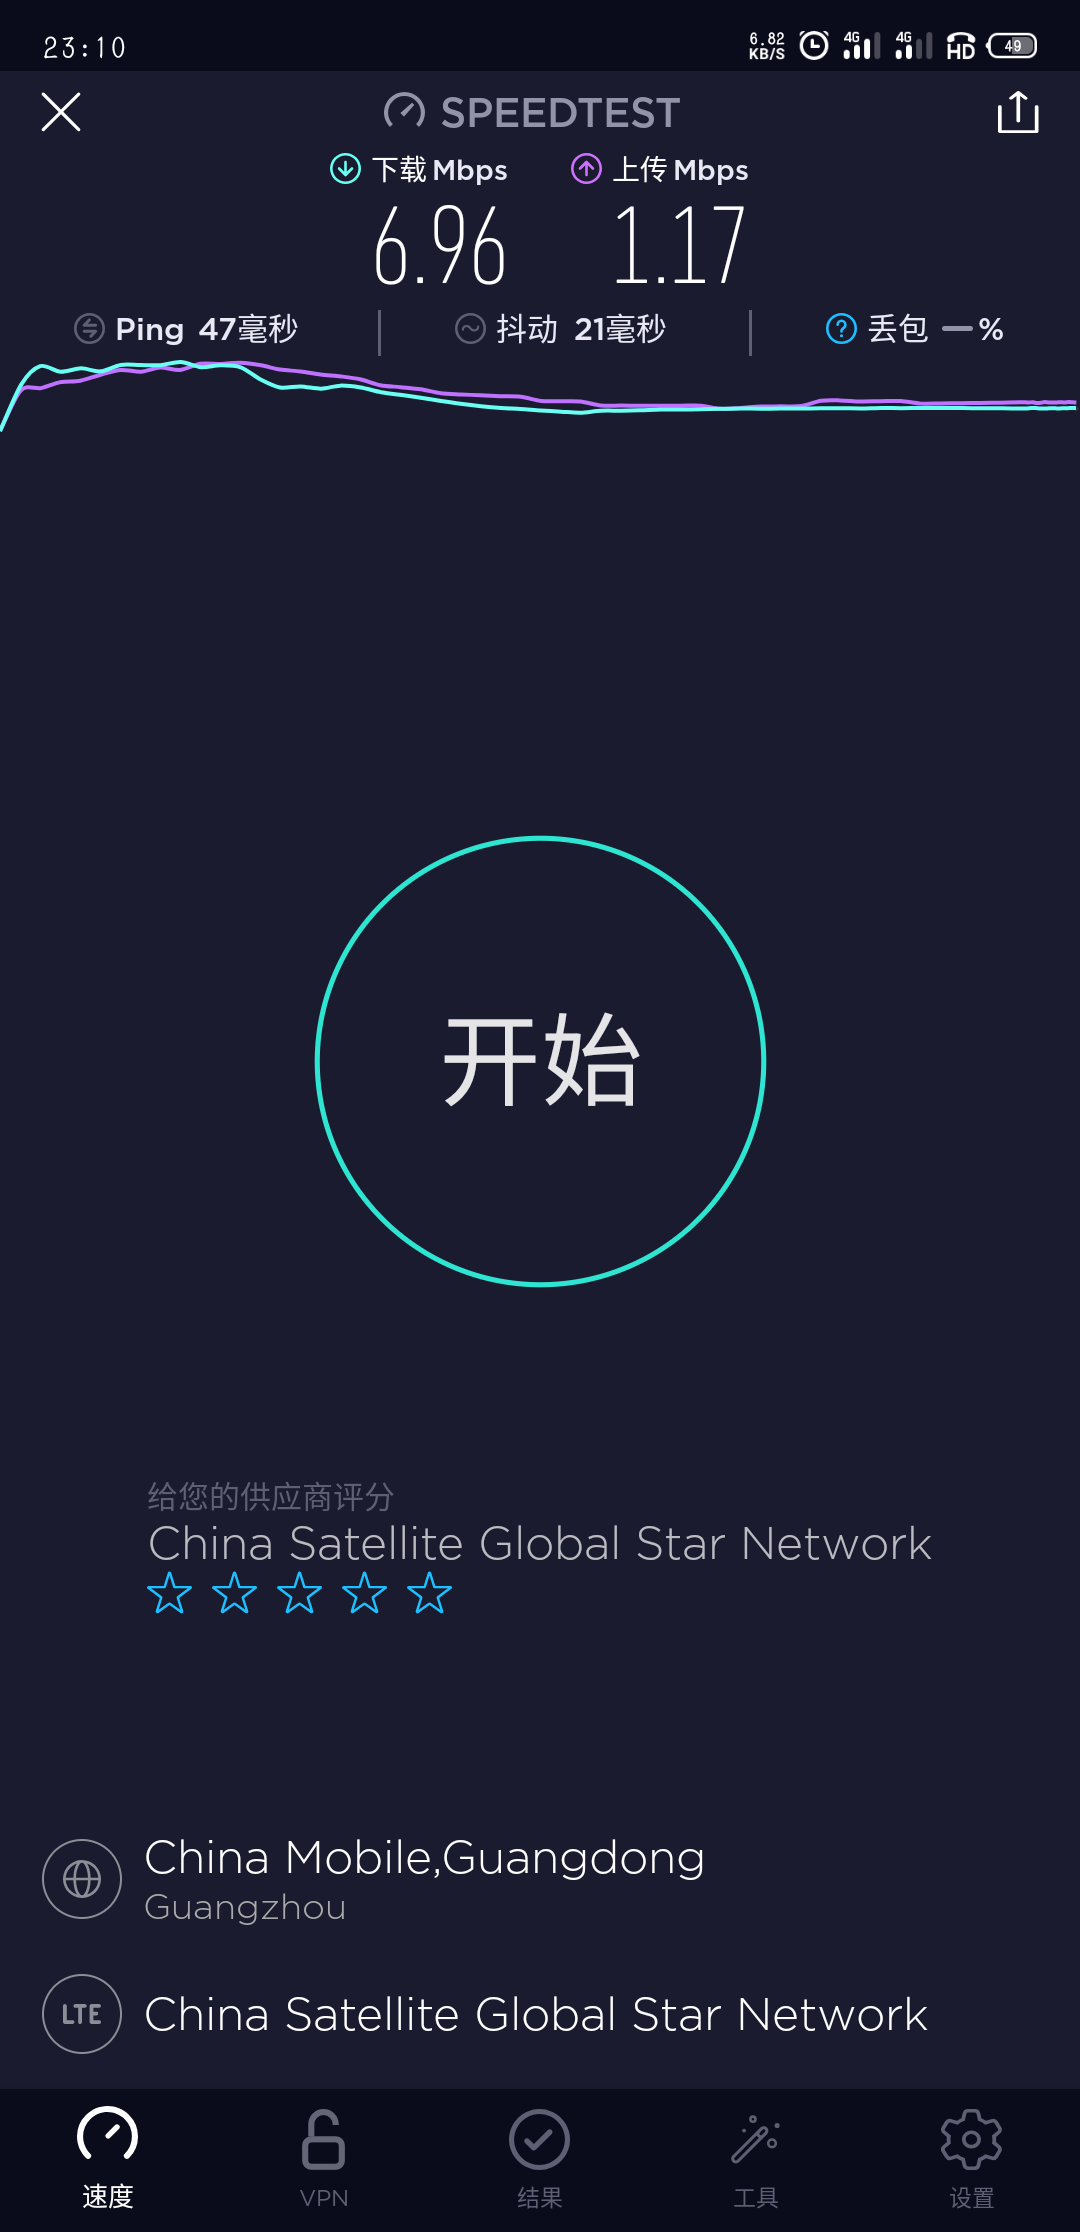 23:10
6.82 KB/S 4G 4G HD 49
SPEEDTEST
下载 Mbps 上传 Mbps
6.96 1.17
Ping 47毫秒 抖动 21毫秒 丢包 —%
开始
给您的供应商评分
China Satellite Global Star Network
China Mobile,Guangdong
Guangzhou
LTE China Satellite Global Star Network
速度 VPN 结果 工具 设置